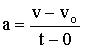 a = (v − v₀) / (t − 0)